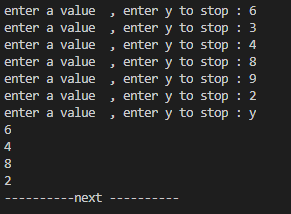 enter a value  , enter y to stop : 6
enter a value  , enter y to stop : 3
enter a value  , enter y to stop : 4
enter a value  , enter y to stop : 8
enter a value  , enter y to stop : 9
enter a value  , enter y to stop : 2
enter a value  , enter y to stop : y
6
4
8
2
----------next ----------